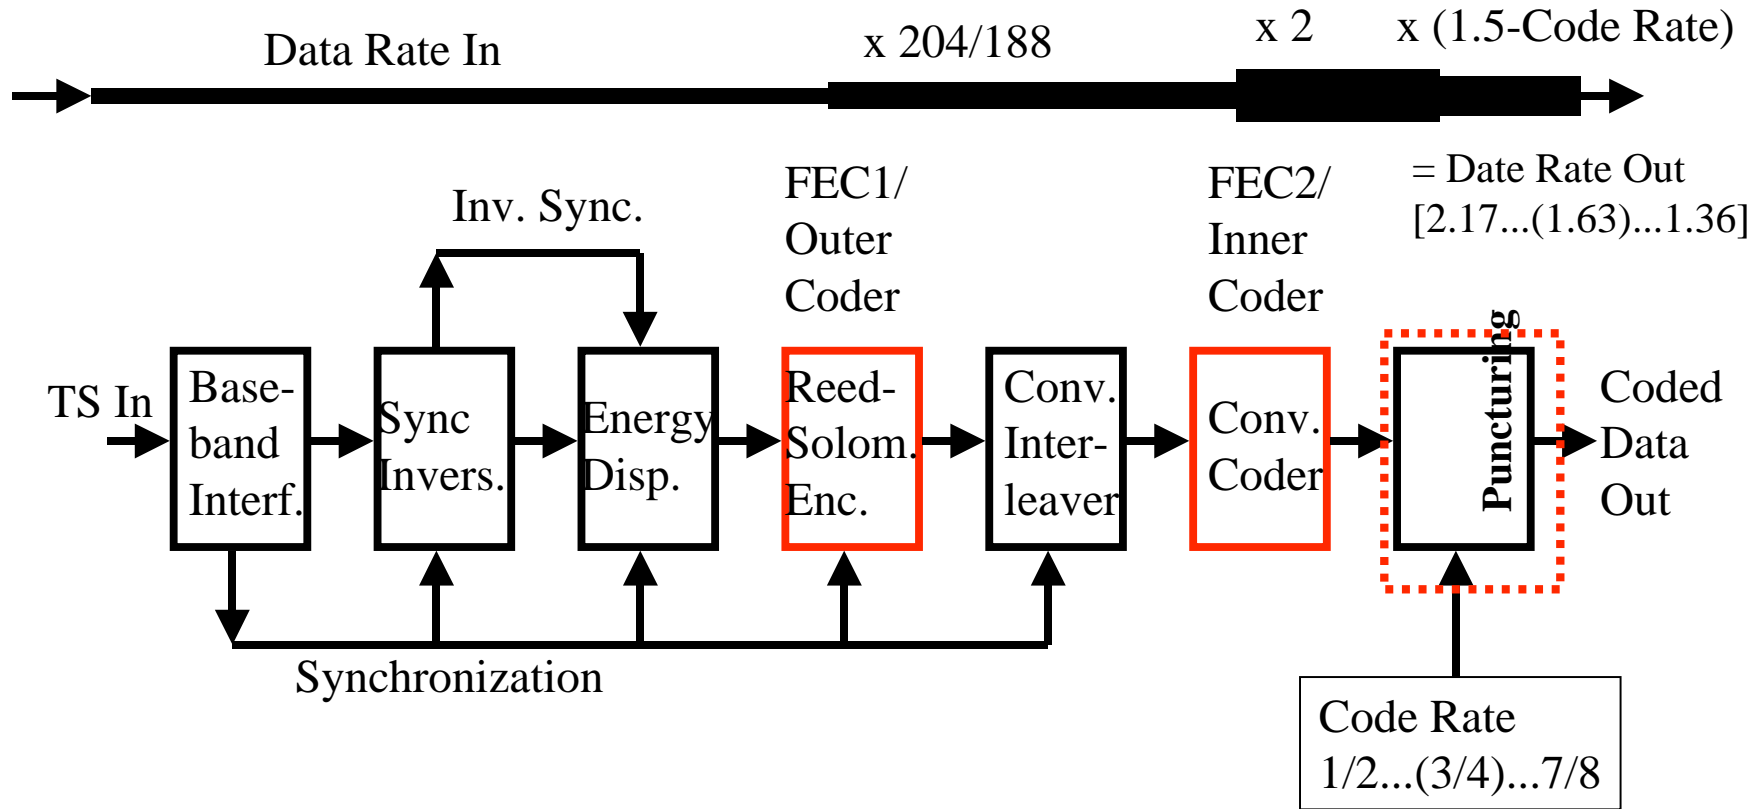 Data Rate In
x 204/188
x 2
x (1.5-Code Rate)
= Date Rate Out
[2.17...(1.63)...1.36]
Inv. Sync.
FEC1/
Outer
Coder
FEC2/
Inner
Coder
TS In
Base-
band
Interf.
Sync
Invers.
Energy
Disp.
Reed-
Solom.
Enc.
Conv.
Inter-
leaver
Conv.
Coder
Puncturing
Coded
Data
Out
Synchronization
Code Rate
1/2...(3/4)...7/8